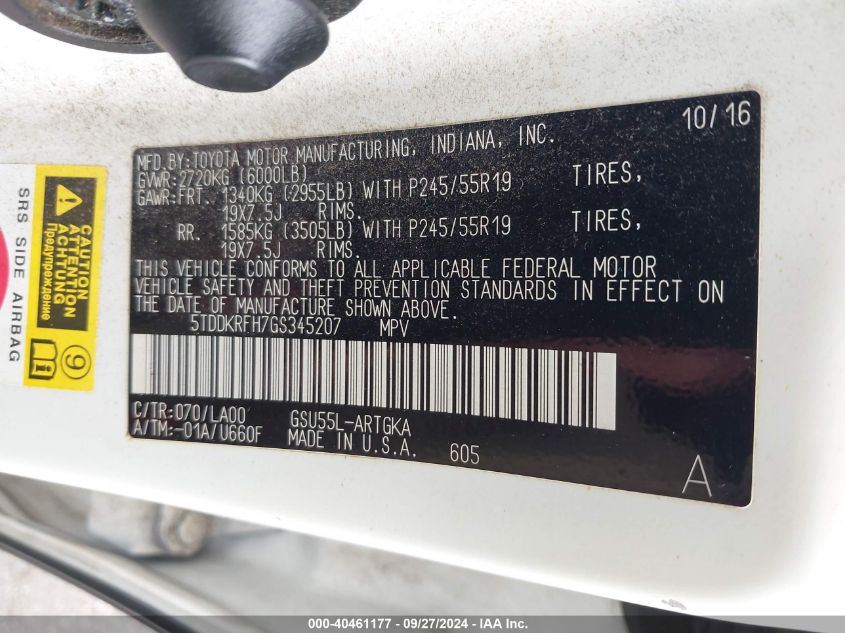 10/16
MFD. BY: TOYOTA MOTOR MANUFACTURING, INDIANA, INC.
GVWR: 2720KG (6000LB)
GAWR: FRT. 1340KG (2955LB) WITH P245/55R19 TIRES,
19X7.5J RIMS.
RR. 1585KG (3505LB) WITH P245/55R19 TIRES,
19X7.5J RIMS.
THIS VEHICLE CONFORMS TO ALL APPLICABLE FEDERAL MOTOR
VEHICLE SAFETY AND THEFT PREVENTION STANDARDS IN EFFECT ON
THE DATE OF MANUFACTURE SHOWN ABOVE.
5TDDKRFH7GS345207 MPV
C/TR: 070/LA00 GSU55L-ARTGKA
A/TM: -01A/U660F MADE IN U.S.A. 605
A
CAUTION
ATTENTION
ACHTUNG
Предупреждение
9
SRS SIDE AIRBAG
000-40461177 - 09/27/2024 - IAA Inc.